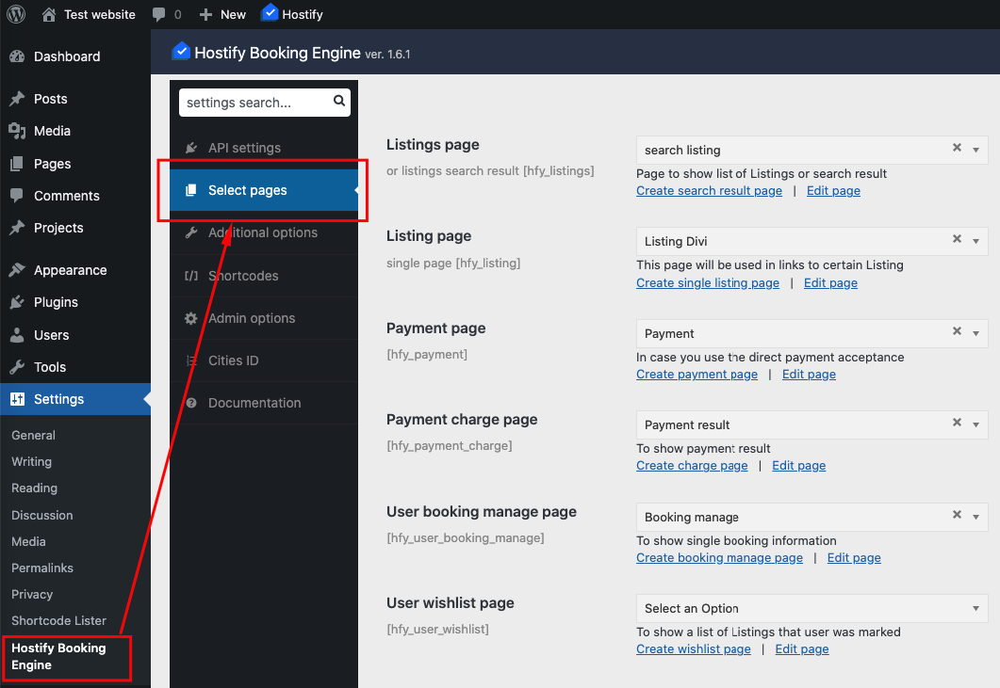 Test website
0
New
Hostify
Dashboard
Posts
Media
Pages
Comments
Projects
Appearance
Plugins
Users
Tools
Settings
General
Writing
Reading
Discussion
Media
Permalinks
Privacy
Shortcode Lister
Hostify Booking
Engine
Hostify Booking Engine ver. 1.6.1
settings search...
API settings
Select pages
Additional options
[/] Shortcodes
Admin options
Cities ID
Documentation
Listings page
or listings search result [hfy_listings]
search listing
Page to show list of Listings or search result
Create search result page | Edit page
Listing page
single page [hfy_listing]
Listing Divi
This page will be used in links to certain Listing
Create single listing page | Edit page
Payment page
[hfy_payment]
Payment
In case you use the direct payment acceptance
Create payment page | Edit page
Payment charge page
[hfy_payment_charge]
Payment result
To show payment result
Create charge page | Edit page
User booking manage page
[hfy_user_booking_manage]
Booking manage
To show single booking information
Create booking manage page | Edit page
User wishlist page
[hfy_user_wishlist]
Select an Option
To show a list of Listings that user was marked
Create wishlist page | Edit page